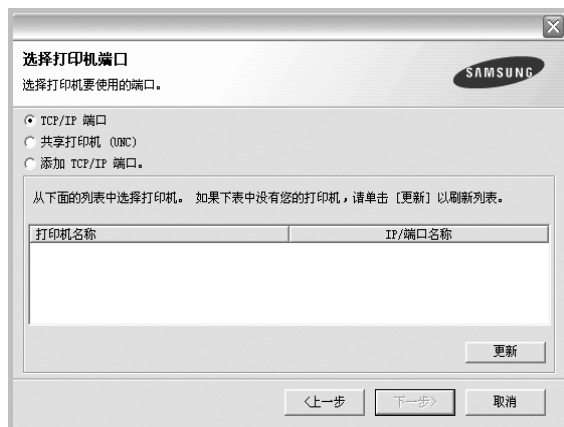 选择打印机端口
选择打印机要使用的端口。
SAMSUNG
TCP/IP 端口
共享打印机 (UNC)
添加 TCP/IP 端口。
从下面的列表中选择打印机。 如果下表中没有您的打印机，请单击 [更新] 以刷新列表。
打印机名称 IP/端口名称
更新
<上一步 下一步> 取消